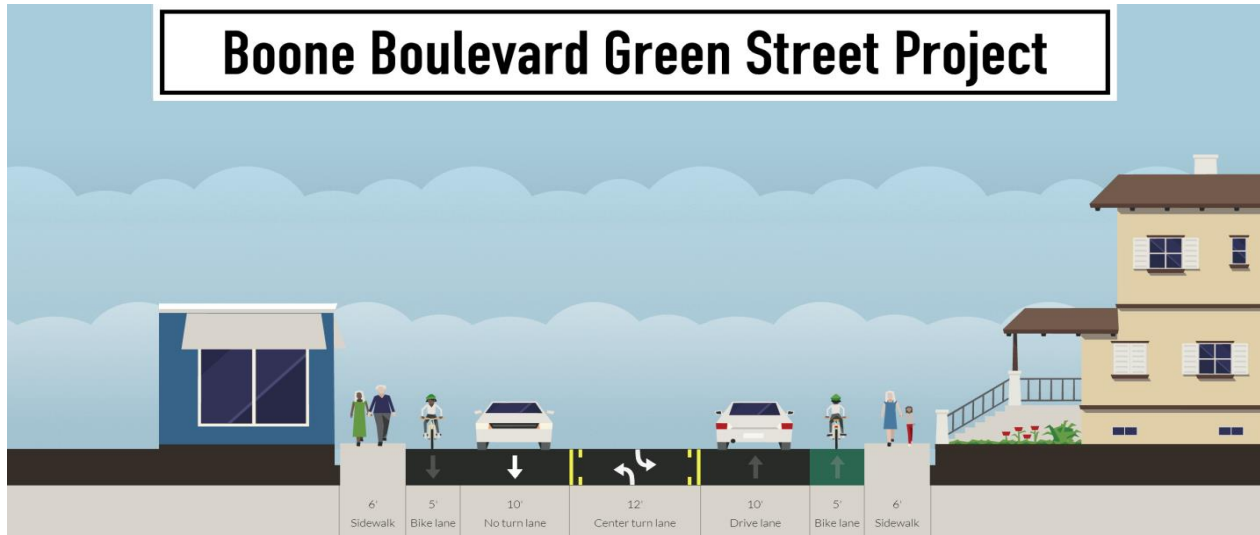 Boone Boulevard Green Street Project
6'
Sidewalk
5'
Bike lane
10'
No turn lane
12'
Center turn lane
10'
Drive lane
5'
Bike lane
6'
Sidewalk